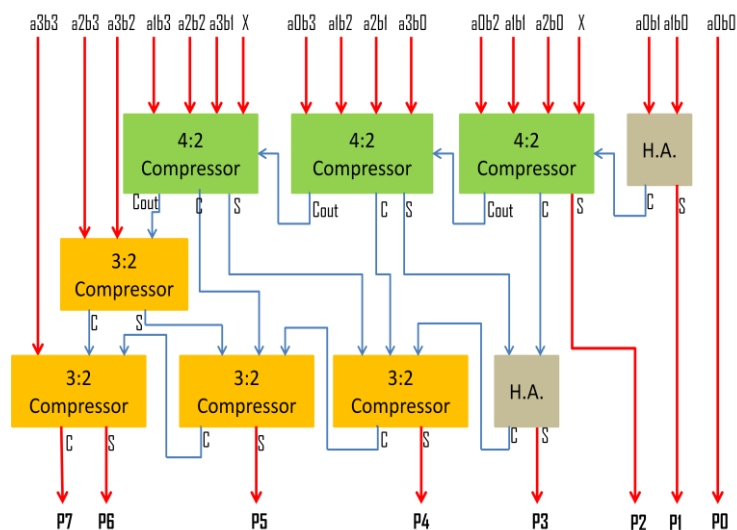 a3b3 a2b3 a3b2 a1b3 a2b2 a3b1 X a0b3 a1b2 a2b1 a3b0 a0b2 a1b1 a2b0 X a0b1 a1b0 a0b0
4:2 Compressor
4:2 Compressor
4:2 Compressor
H.A.
Cout C S Cout C S Cout C S C S
3:2 Compressor
C S
3:2 Compressor
3:2 Compressor
3:2 Compressor
H.A.
C S C S C S C S
P7 P6 P5 P4 P3 P2 P1 P0